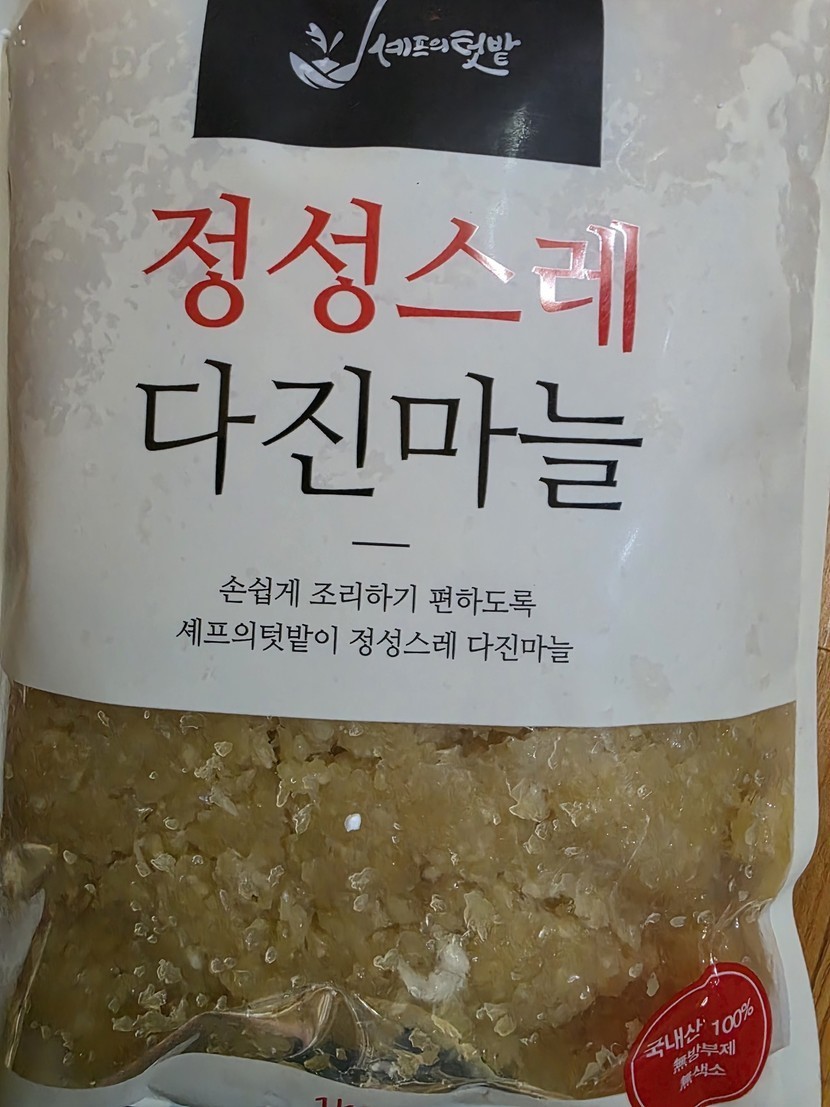 셰프의텃밭
정성스레
다진마늘
손쉽게 조리하기 편하도록
셰프의텃밭이 정성스레 다진마늘
국내산 100%
無방부제
無색소